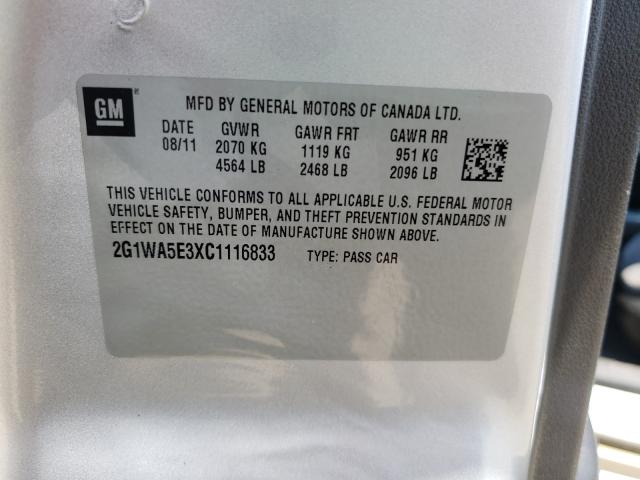 GM
MFD BY GENERAL MOTORS OF CANADA LTD.
DATE GVWR GAWR FRT GAWR RR
08/11 2070 KG 1119 KG 951 KG
4564 LB 2468 LB 2096 LB
THIS VEHICLE CONFORMS TO ALL APPLICABLE U.S. FEDERAL MOTOR
VEHICLE SAFETY, BUMPER, AND THEFT PREVENTION STANDARDS IN
EFFECT ON THE DATE OF MANUFACTURE SHOWN ABOVE.
2G1WA5E3XC1116833 TYPE: PASS CAR